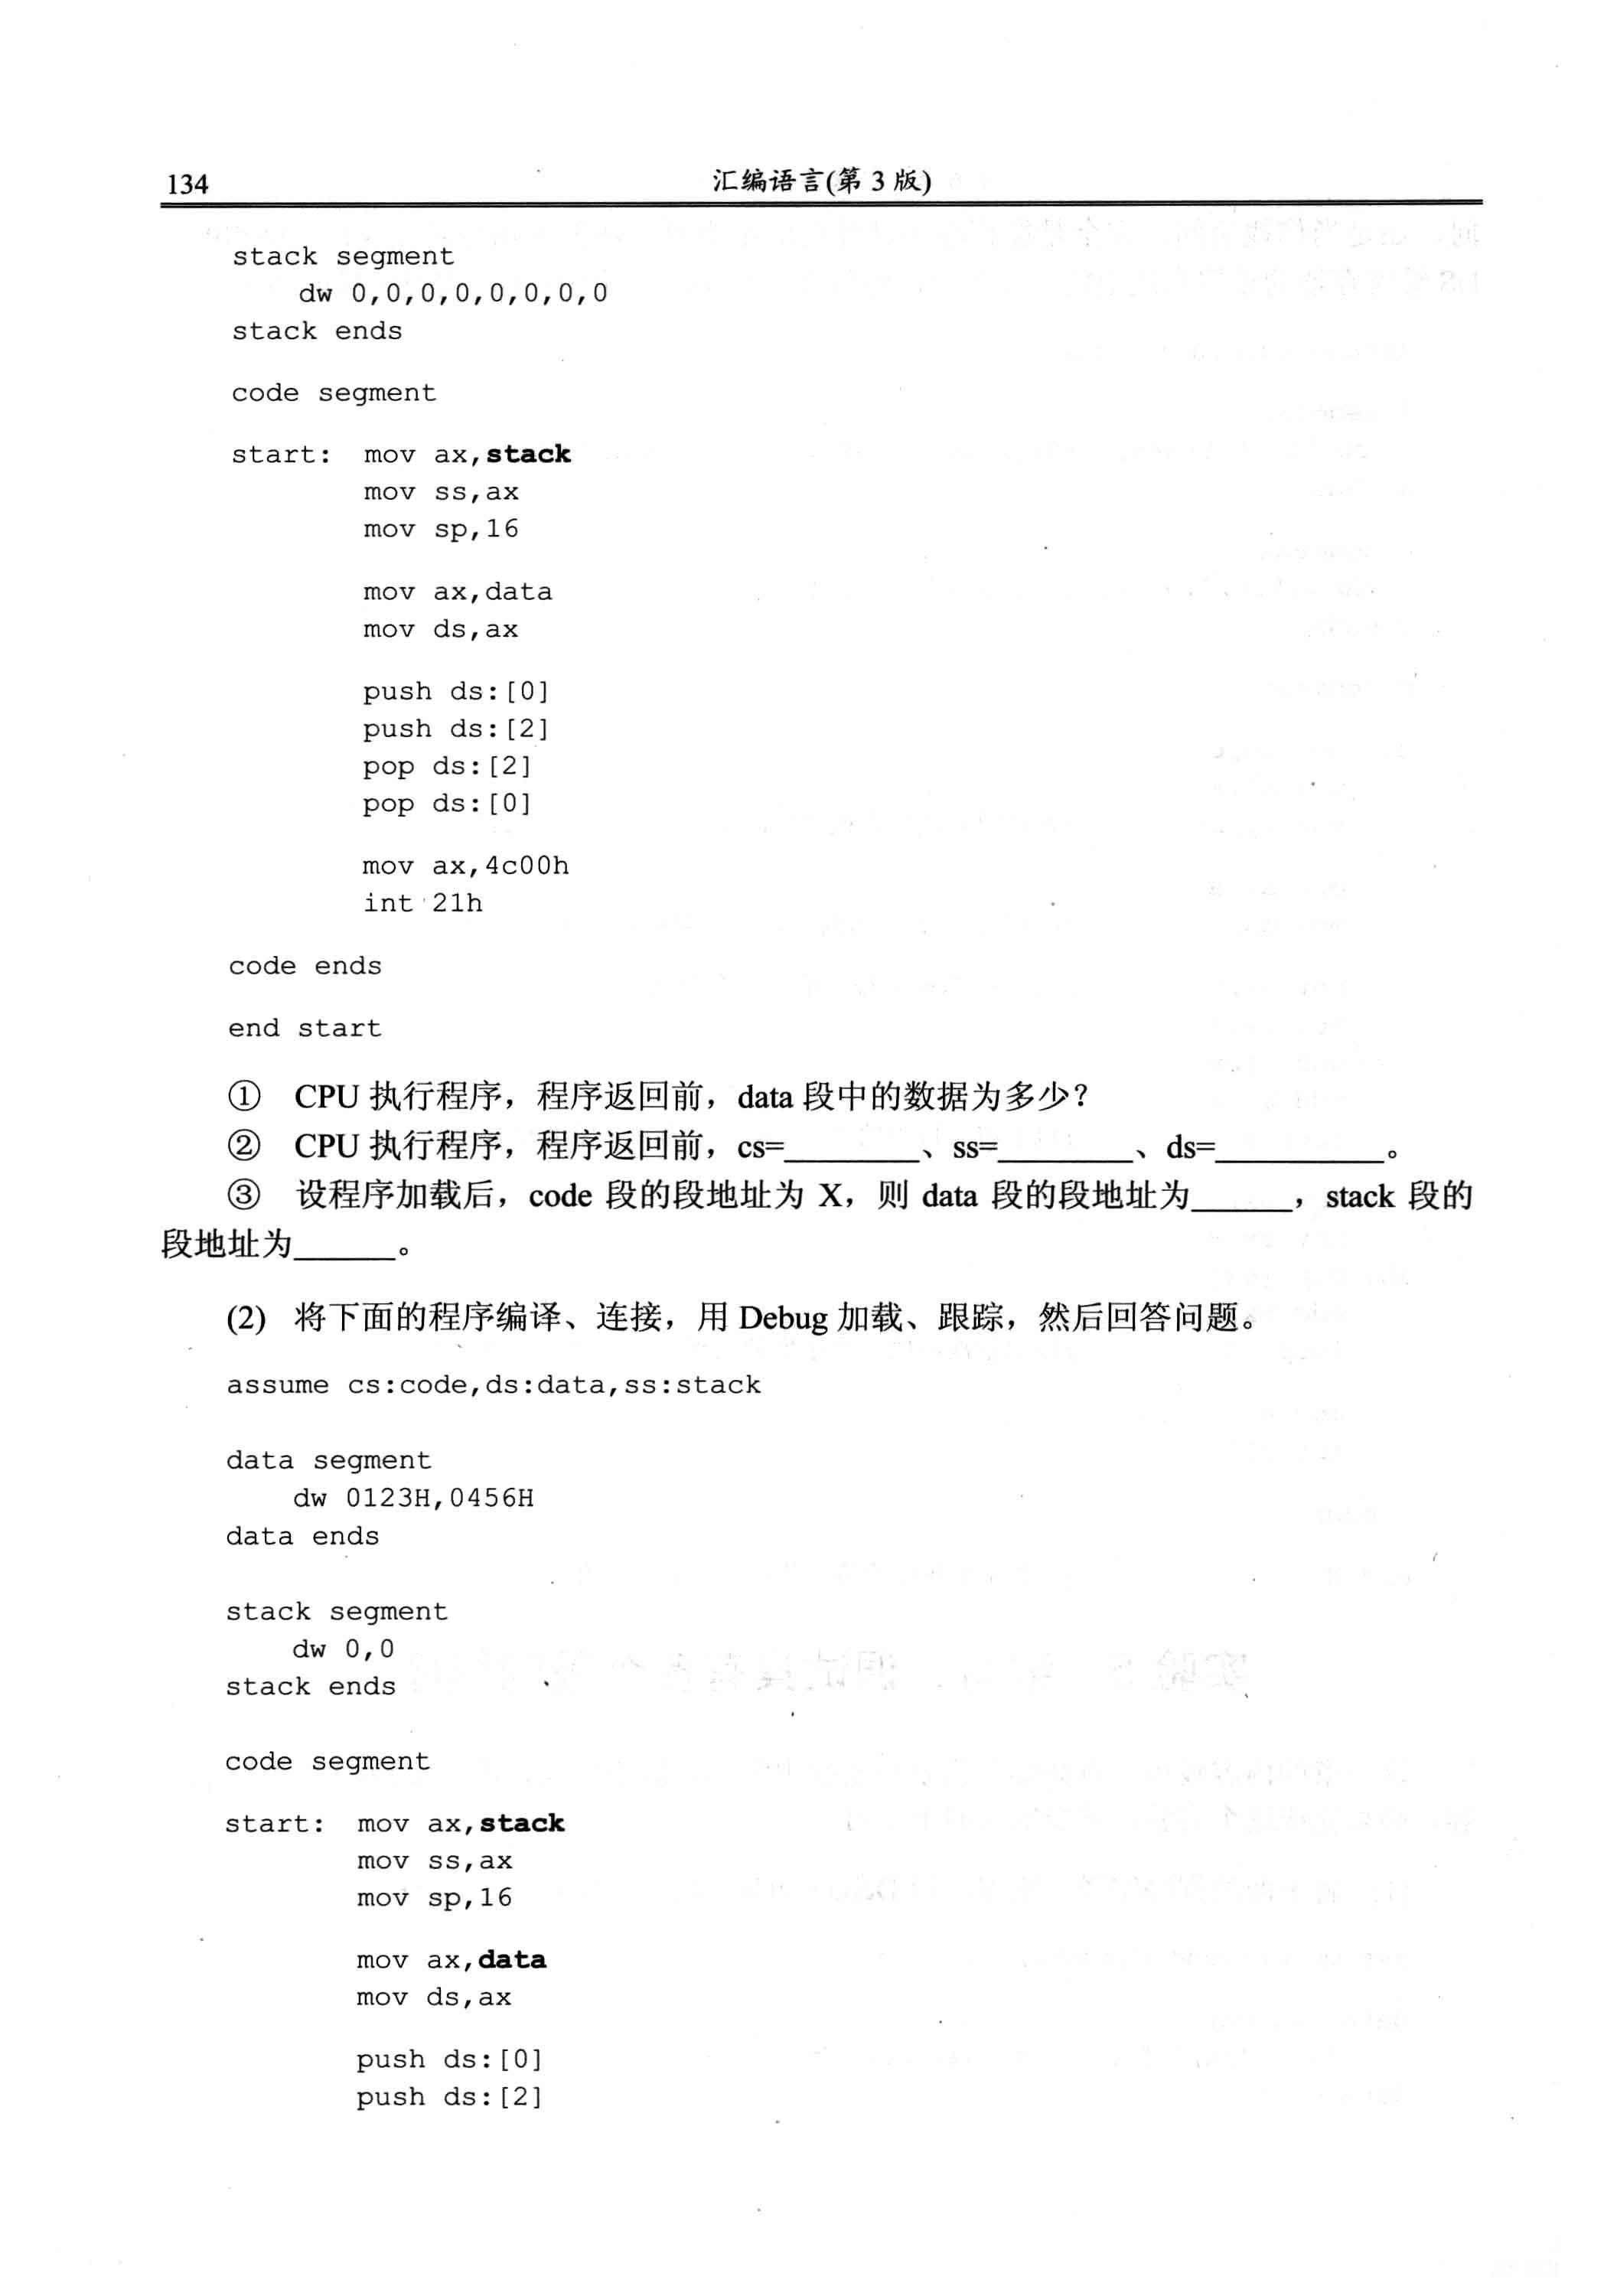 134
汇编语言(第 3 版)
stack segment
dw 0,0,0,0,0,0,0,0
stack ends
code segment
start: mov ax,stack
mov ss,ax
mov sp,16
mov ax,data
mov ds,ax
push ds:[0]
push ds:[2]
pop ds:[2]
pop ds:[0]
mov ax,4c00h
int 21h
code ends
end start
① CPU 执行程序，程序返回前，data 段中的数据为多少？
② CPU 执行程序，程序返回前，cs=________、ss=________、ds=__________。
③ 设程序加载后，code 段的段地址为 X，则 data 段的段地址为______，stack 段的
段地址为______。
(2) 将下面的程序编译、连接，用 Debug 加载、跟踪，然后回答问题。
assume cs:code,ds:data,ss:stack
data segment
dw 0123H,0456H
data ends
stack segment
dw 0,0
stack ends
code segment
start: mov ax,stack
mov ss,ax
mov sp,16
mov ax,data
mov ds,ax
push ds:[0]
push ds:[2]